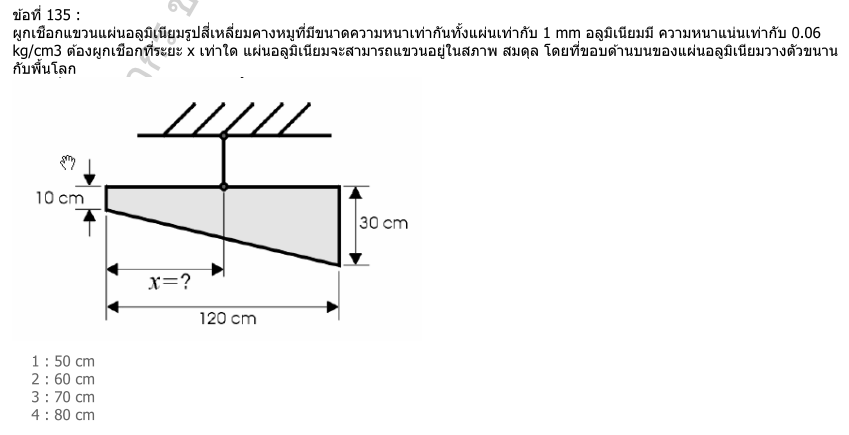 ข้อที่ 135 :
ผูกเชือกแขวนแผ่นอลูมิเนียมรูปสี่เหลี่ยมคางหมูที่มีขนาดความหนาเท่ากันทั้งแผ่นเท่ากับ 1 mm อลูมิเนียมมี ความหนาแน่นเท่ากับ 0.06
kg/cm3 ต้องผูกเชือกที่ระยะ x เท่าใด แผ่นอลูมิเนียมจะสามารถแขวนอยู่ในสภาพ สมดุล โดยที่ขอบด้านบนของแผ่นอลูมิเนียมวางตัวขนาน
กับพื้นโลก
10 cm
30 cm
x=?
120 cm
1 : 50 cm
2 : 60 cm
3 : 70 cm
4 : 80 cm